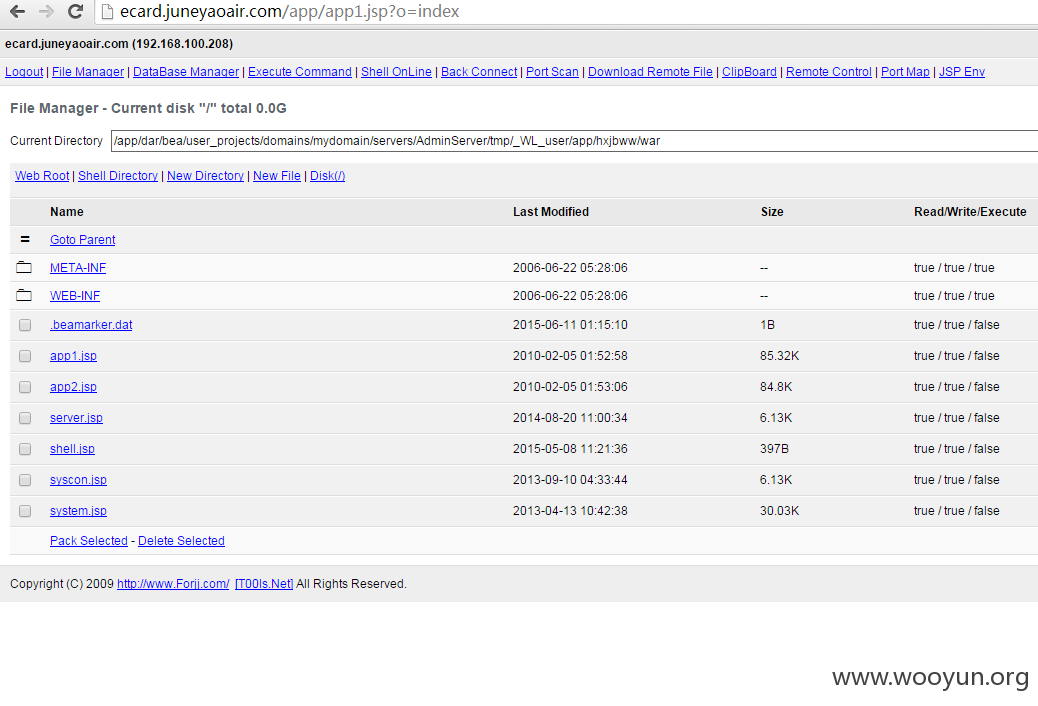 ecard.juneyaoair.com/app/app1.jsp?o=index
ecard.juneyaoair.com (192.168.100.208)
Logout | File Manager | DataBase Manager | Execute Command | Shell OnLine | Back Connect | Port Scan | Download Remote File | ClipBoard | Remote Control | Port Map | JSP Env
File Manager - Current disk "/" total 0.0G
Current Directory /app/dar/bea/user_projects/domains/mydomain/servers/AdminServer/tmp/_WL_user/app/hxjbww/war
Web Root | Shell Directory | New Directory | New File | Disk(/)
Name Last Modified Size Read/Write/Execute
= Goto Parent
META-INF 2006-06-22 05:28:06 -- true / true / true
WEB-INF 2006-06-22 05:28:06 -- true / true / true
.beamarker.dat 2015-06-11 01:15:10 1B true / true / false
app1.jsp 2010-02-05 01:52:58 85.32K true / true / false
app2.jsp 2010-02-05 01:53:06 84.8K true / true / false
server.jsp 2014-08-20 11:00:34 6.13K true / true / false
shell.jsp 2015-05-08 11:21:36 397B true / true / false
syscon.jsp 2013-09-10 04:33:44 6.13K true / true / false
system.jsp 2013-04-13 10:42:38 30.03K true / true / false
Pack Selected - Delete Selected
Copyright (C) 2009 http://www.Forjj.com/ [T00ls.Net] All Rights Reserved.
www.wooyun.org